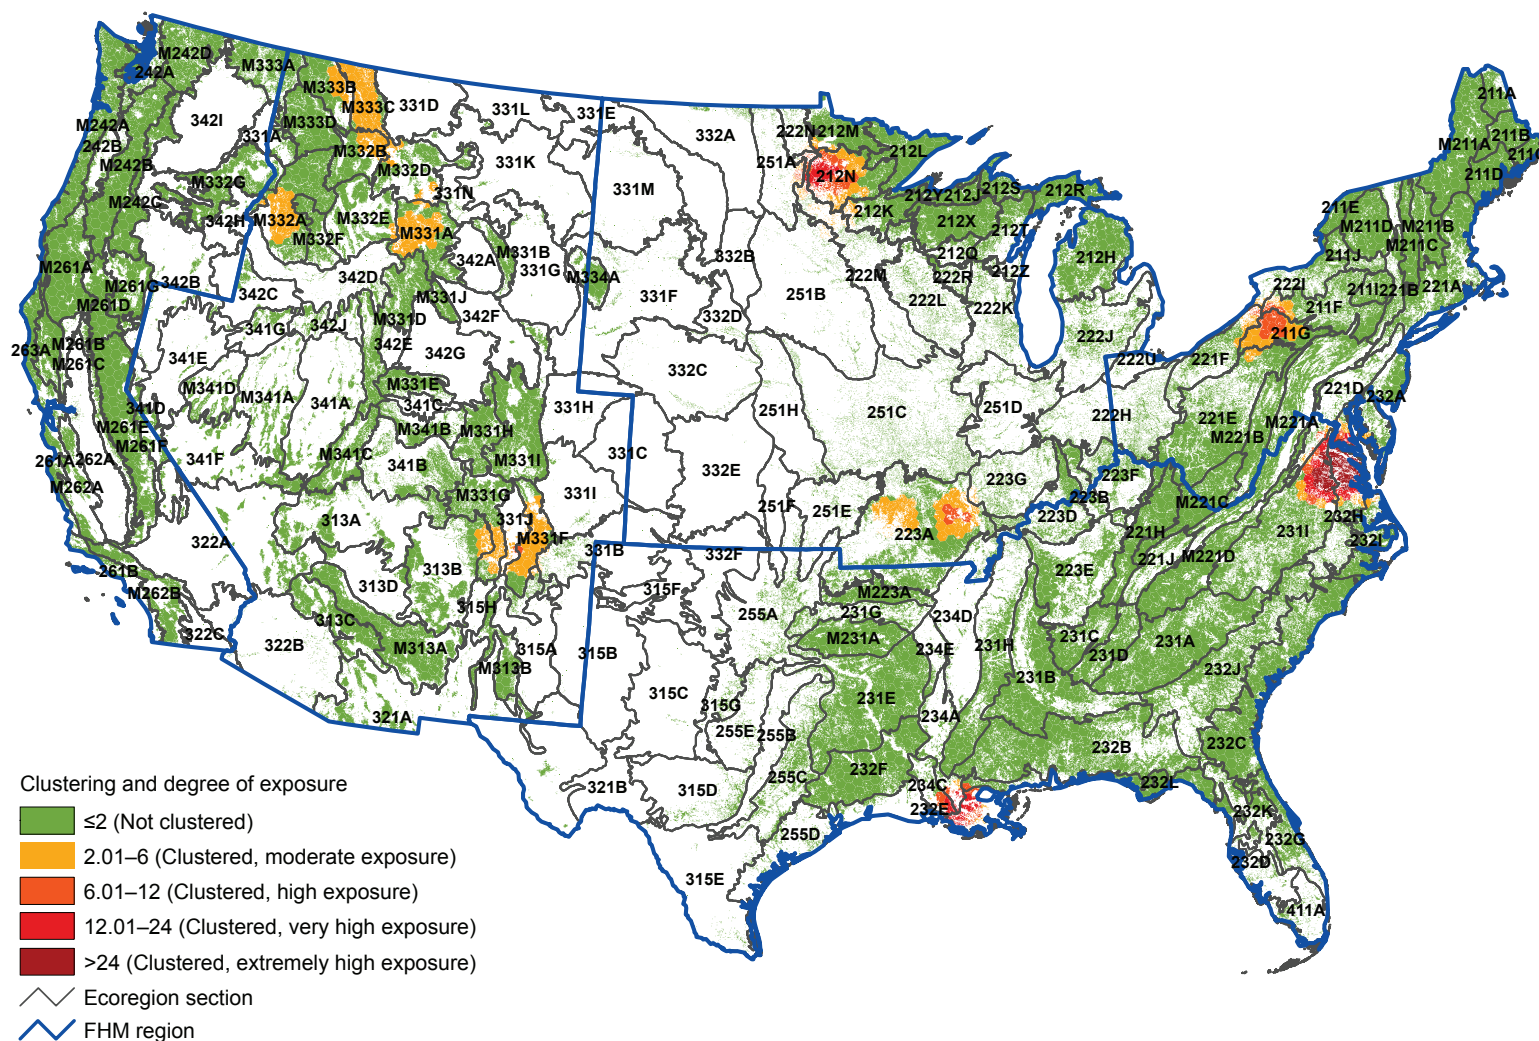 M242D
242A
M333A
M333B
M333C
331D
331L
331E
332A
222N
212M
212L
211A
342I
M242A
242B
M242B
331A
M333D
M332B
M332D
331K
251A
212N
211B
M211A
211C
211D
M332G
M242C
342H
M332A
M332E
M332F
331N
M331A
331M
212K
212Y
212J
212S
212R
212X
212T
211E
M211D
M211B
M211C
M261A
M261G
342B
342D
342A
M331B
331G
M334A
332B
222M
212Q
222R
212Z
212H
211J
M261D
342C
M331J
342F
331F
332D
251B
222L
222K
222I
211F
211I
221B
221A
341G
342J
M331D
342E
342G
222J
211G
263A
M261B
M261C
341E
222U
221F
M341D
M341A
341A
M331E
341C
M341B
M331H
331H
332C
251H
251C
251D
222H
221E
M221B
M221A
221D
232A
341D
M261E
M261F
261A
262A
M262A
341F
M341C
341B
M331I
331C
332E
223G
M331G
331I
251F
251E
223B
223F
M221C
322A
313A
331J
M331F
223A
223D
221H
232H
231I
232I
261B
M262B
313D
313B
331B
332F
315F
223E
221J
M221D
322C
315H
M223A
231G
255A
234D
313C
322B
M313A
M313B
315A
315B
M231A
234E
231H
231C
231D
231A
232J
315C
315G
255E
255B
231E
231B
234A
321A
232B
232C
321B
315D
255C
232F
234C
232E
232L
232K
255D
232G
232D
315E
411A
Clustering and degree of exposure
≤2 (Not clustered)
2.01–6 (Clustered, moderate exposure)
6.01–12 (Clustered, high exposure)
12.01–24 (Clustered, very high exposure)
>24 (Clustered, extremely high exposure)
Ecoregion section
FHM region